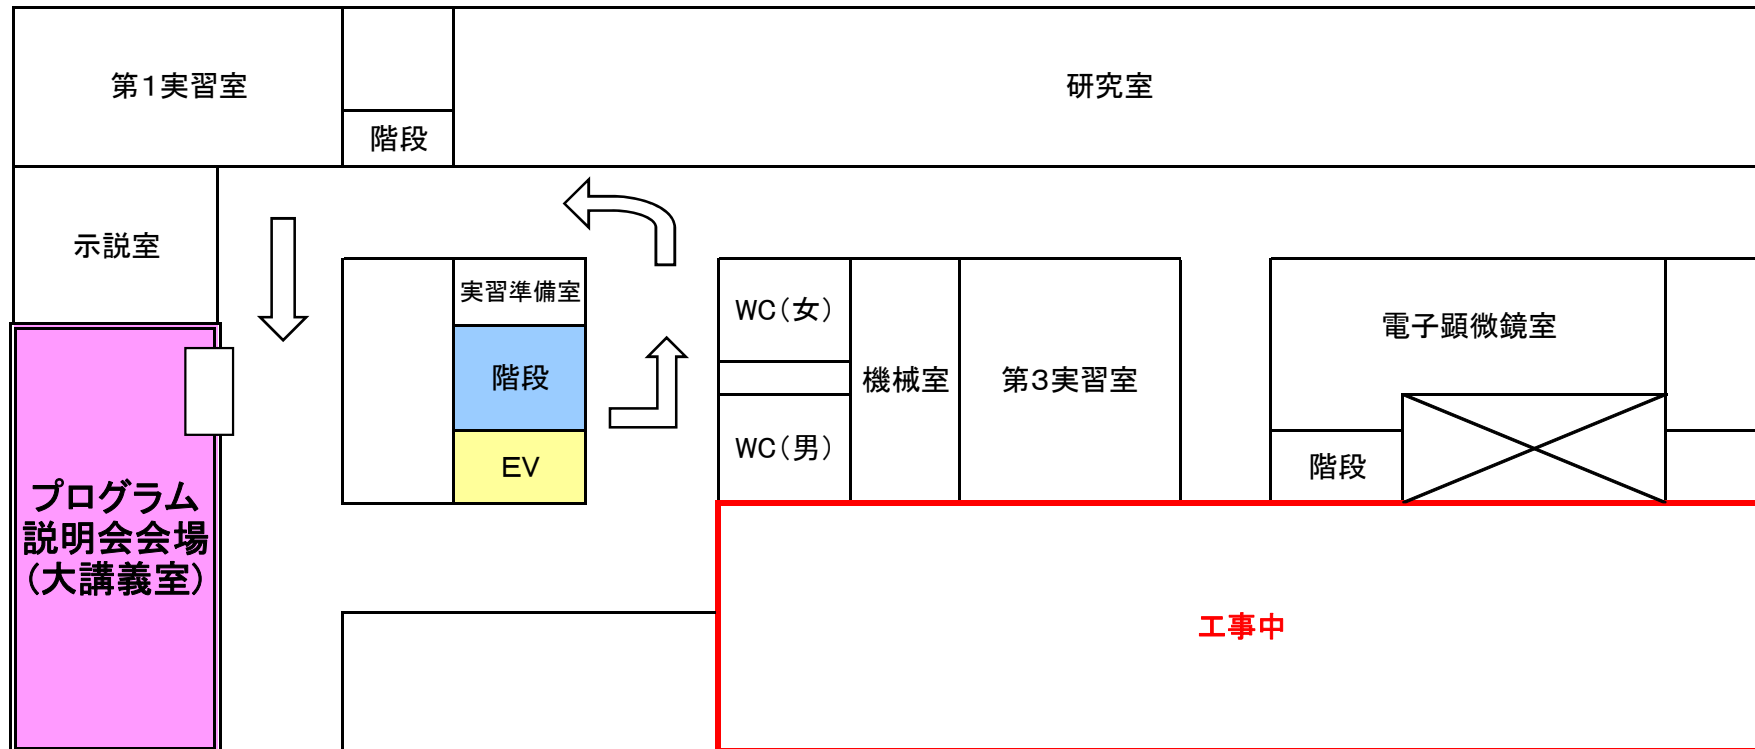 第１実習室
研究室
階段
示説室
実習準備室
WC（女）
電子顕微鏡室
階段
機械室
第３実習室
WC（男）
EV
階段
プログラム
説明会会場
（大講義室）
工事中